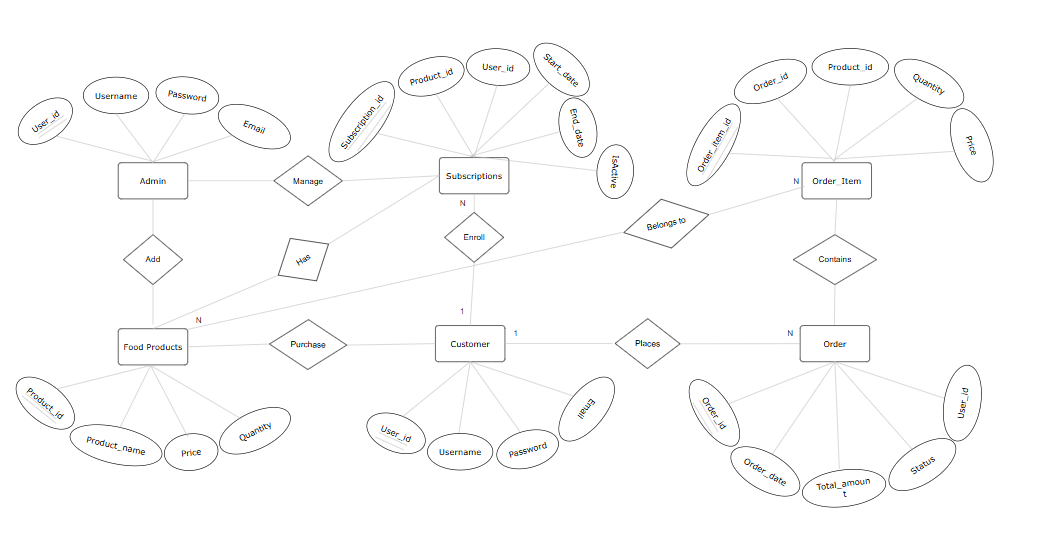 User_id
Username
Password
Email
Subscription_id
Product_id
User_id
Start_date
End_date
IsActive
Order_item_id
Order_id
Product_id
Quantity
Price
Admin
Manage
Subscriptions
N
Order_Item
N
Enroll
Belongs to
Add
Has
Contains
N
1
1
N
Food Products
Purchase
Customer
Places
Order
Product_id
Product_name
Price
Quantity
User_id
Username
Password
Email
Order_id
Order_date
Total_amoun
t
Status
User_id